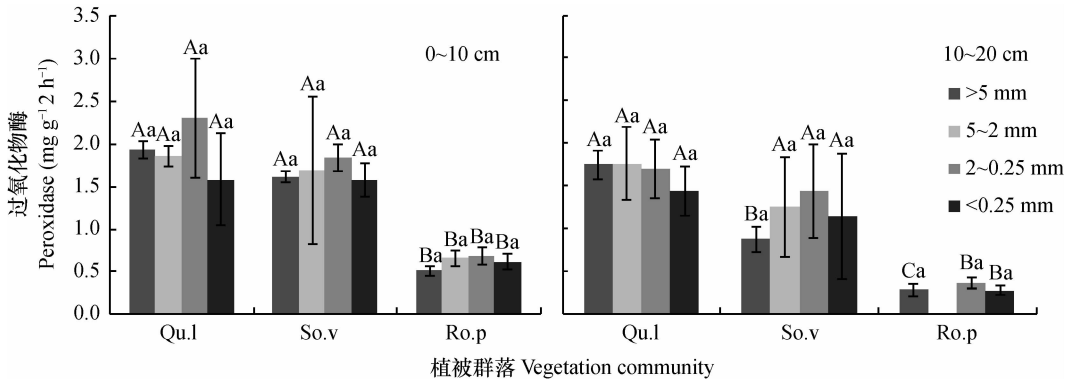 过氧化物酶
Peroxidase (mg g⁻¹ 2 h⁻¹)
3.5
3.0
2.5
2.0
1.5
1.0
0.5
0.0
0~10 cm
Aa Aa Aa Aa
Aa Aa Aa Aa
Ba Ba Ba Ba
Qu.l So.v Ro.p
10~20 cm
>5 mm
5~2 mm
2~0.25 mm
<0.25 mm
Aa Aa Aa Aa
Ba Aa Aa Aa
Ca Ba Ba
Qu.l So.v Ro.p
植被群落 Vegetation community